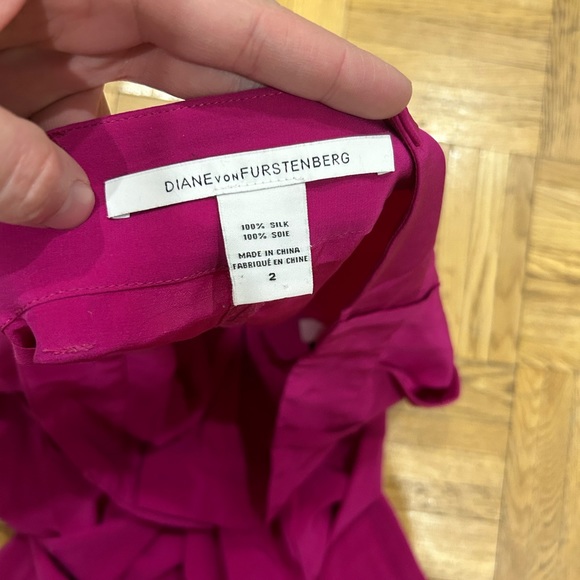 DIANE VON FURSTENBERG
100% SILK
100% SOIE
MADE IN CHINA
FABRIQUÉ EN CHINE
2